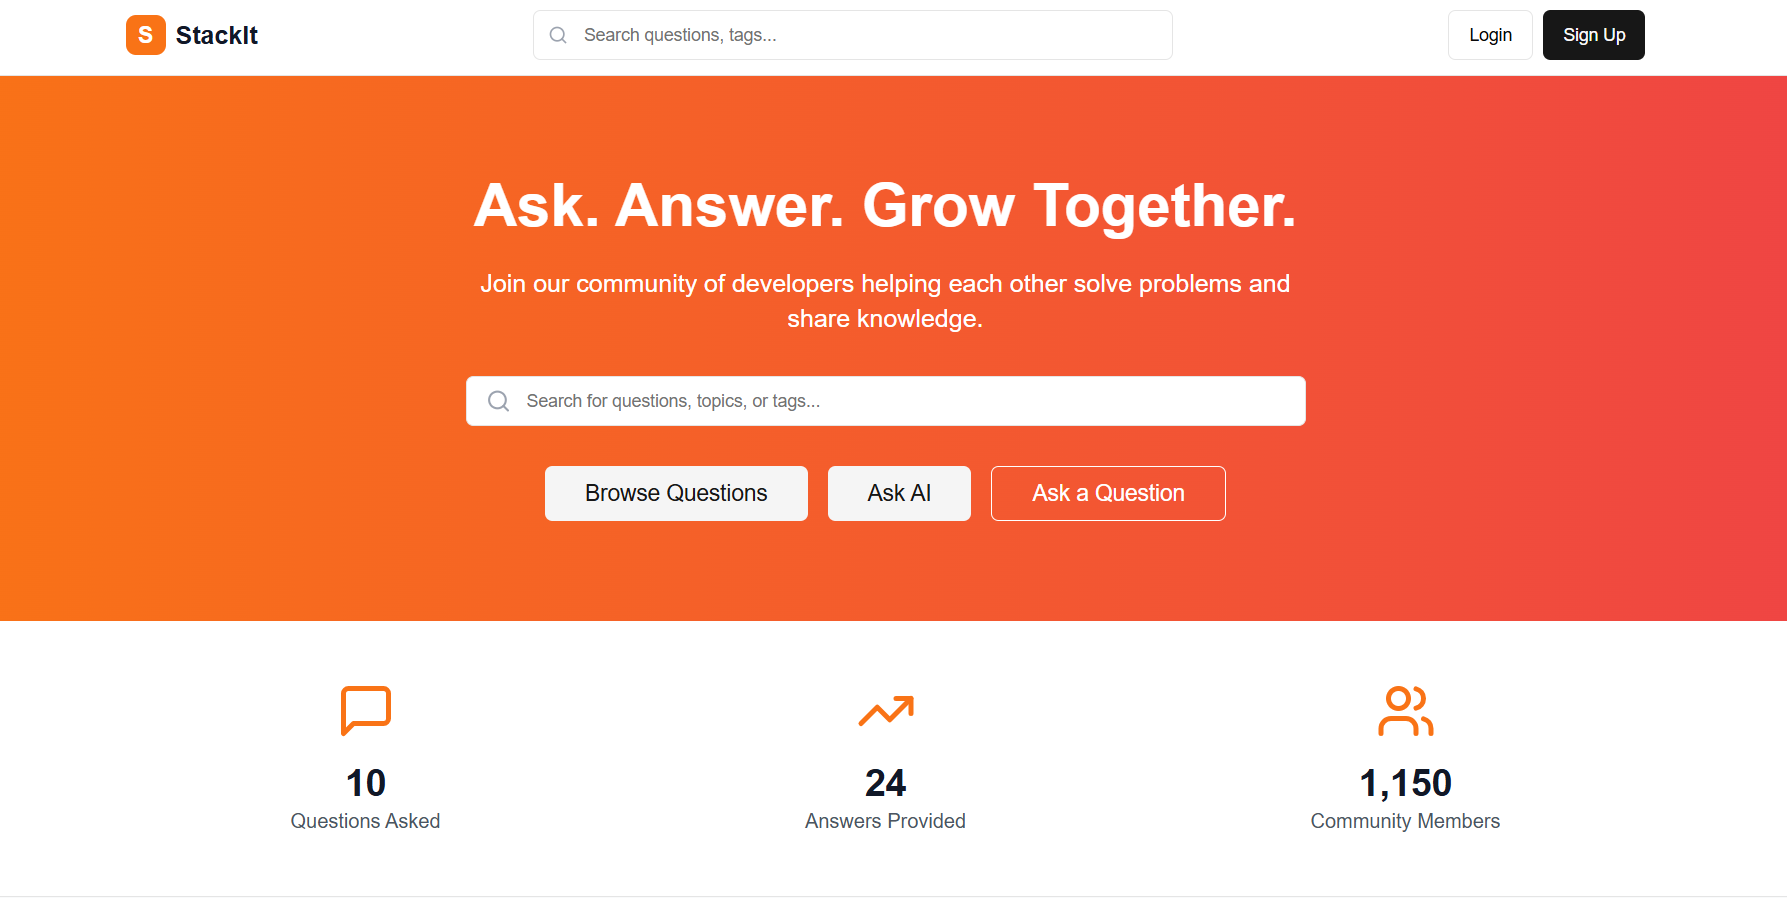 S StackIt
Search questions, tags...
Login
Sign Up
Ask. Answer. Grow Together.
Join our community of developers helping each other solve problems and
share knowledge.
Search for questions, topics, or tags...
Browse Questions
Ask AI
Ask a Question
10
Questions Asked
24
Answers Provided
1,150
Community Members